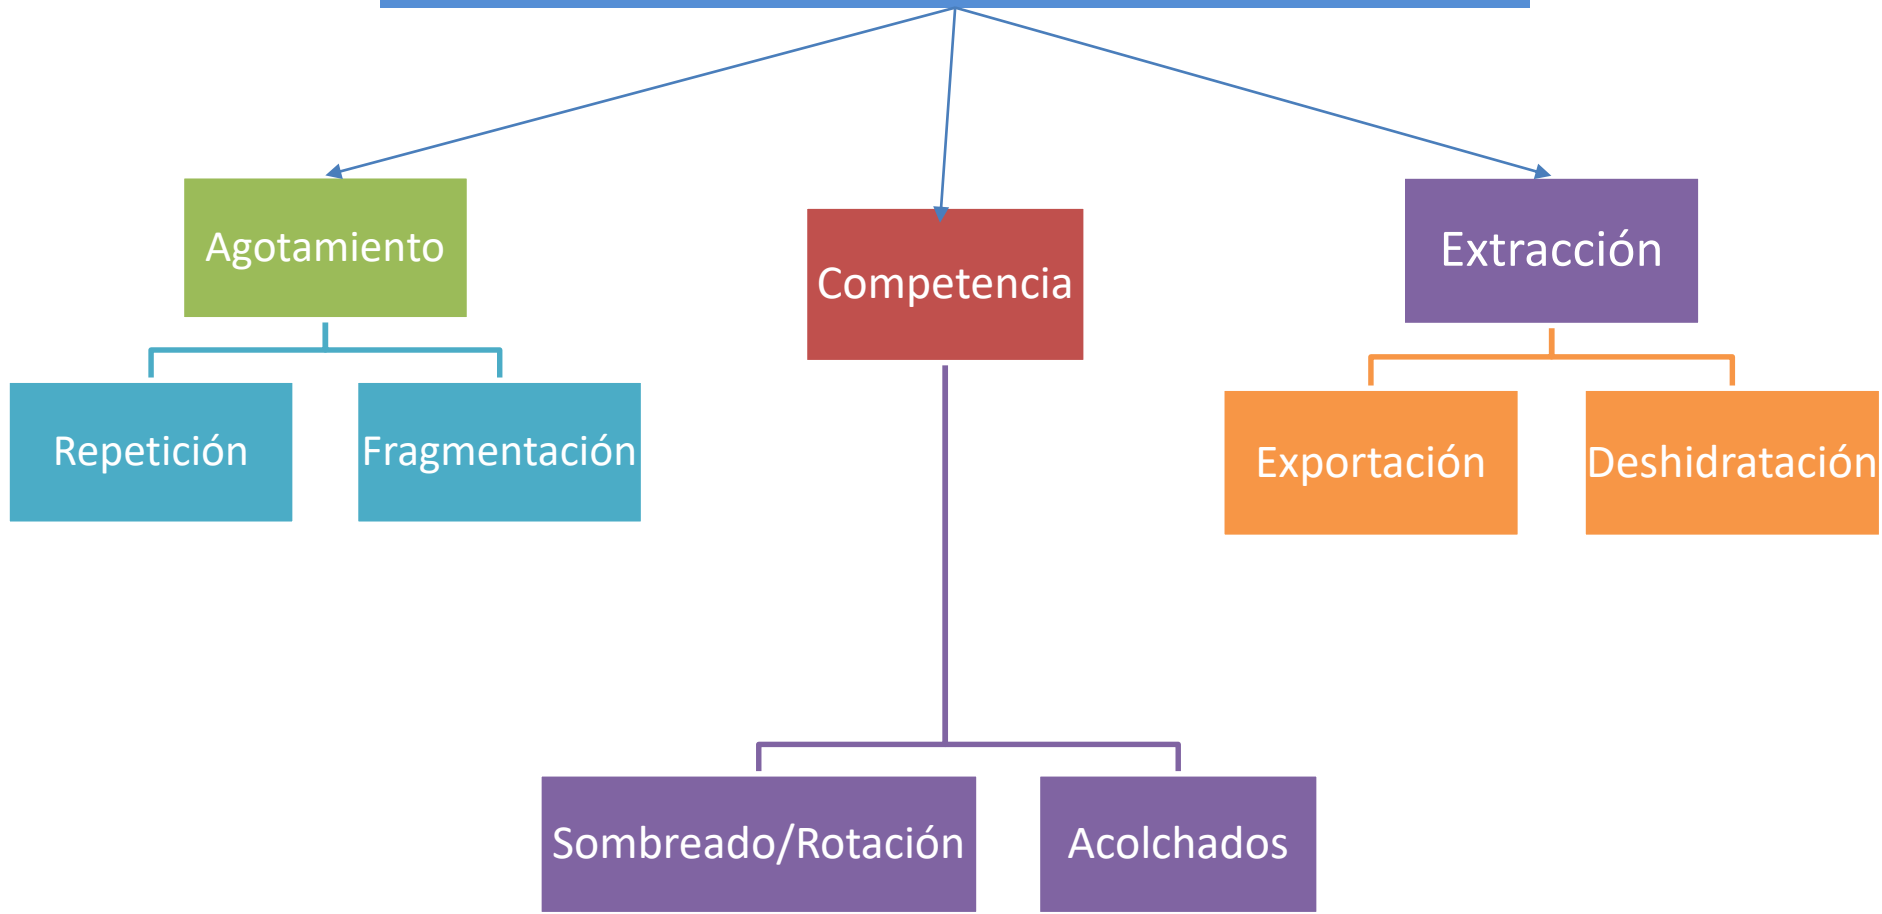 Agotamiento
Competencia
Extracción
Repetición
Fragmentación
Exportación
Deshidratación
Sombreado/Rotación
Acolchados